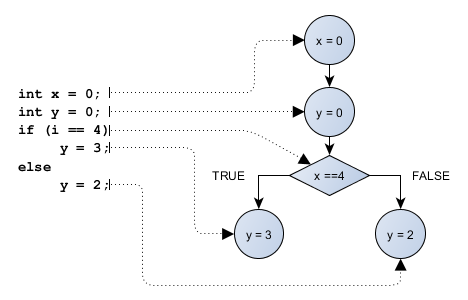 int x = 0;
int y = 0;
if (i == 4)
y = 3;
else
y = 2;
x = 0
y = 0
x ==4
TRUE
FALSE
y = 3
y = 2